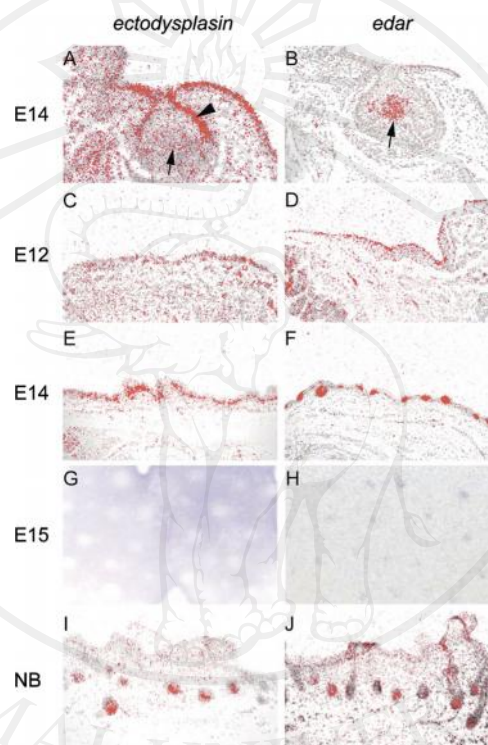 ectodysplasin edar
E14 A B
E12 C D
E14 E F
E15 G H
NB I J